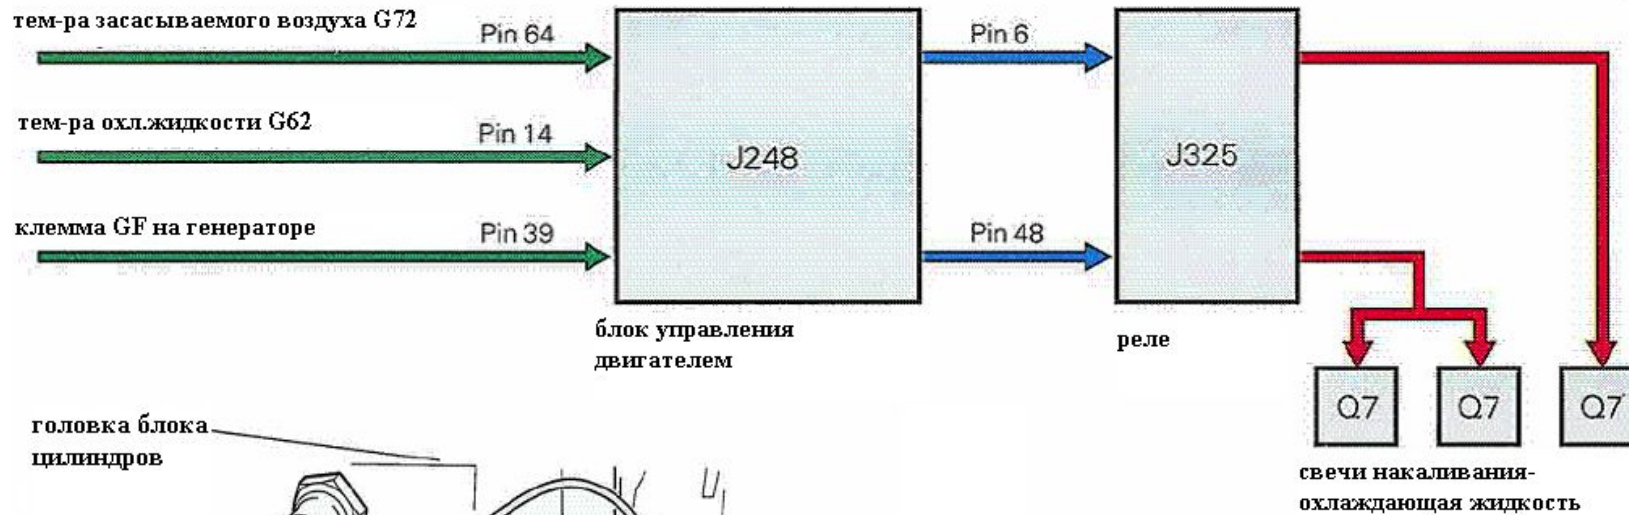 тем-ра засасываемого воздуха G72
Pin 64
Pin 6
тем-ра охл.жидкости G62
Pin 14
J248
J325
клемма GF на генераторе
Pin 39
Pin 48
блок управления
двигателем
реле
Q7 Q7 Q7
головка блока
цилиндров
свечи накаливания-
охлаждающая жидкость